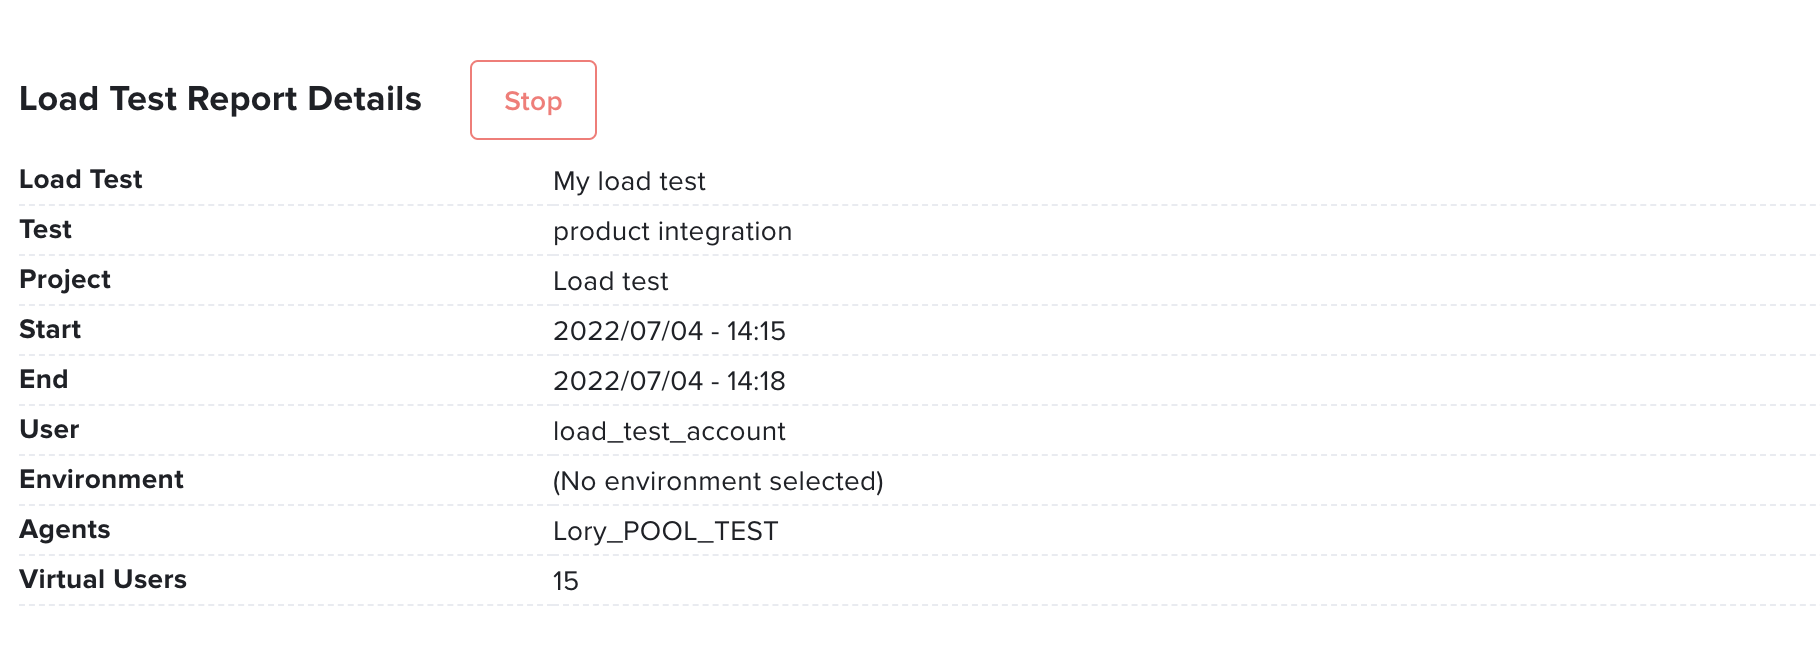 Load Test Report Details Stop
Load Test My load test
Test product integration
Project Load test
Start 2022/07/04 - 14:15
End 2022/07/04 - 14:18
User load_test_account
Environment (No environment selected)
Agents Lory_POOL_TEST
Virtual Users 15